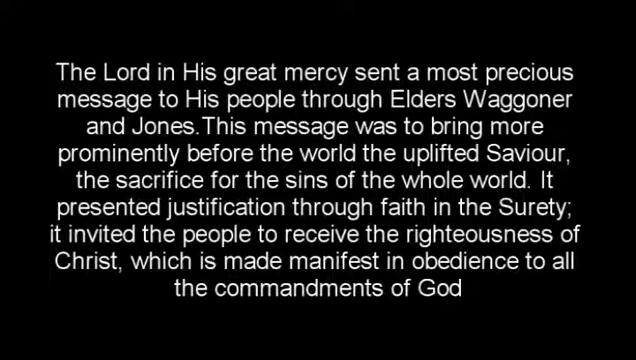 The Lord in His great mercy sent a most precious
message to His people through Elders Waggoner
and Jones.This message was to bring more
prominently before the world the uplifted Saviour,
the sacrifice for the sins of the whole world. It
presented justification through faith in the Surety;
it invited the people to receive the righteousness of
Christ, which is made manifest in obedience to all
the commandments of God